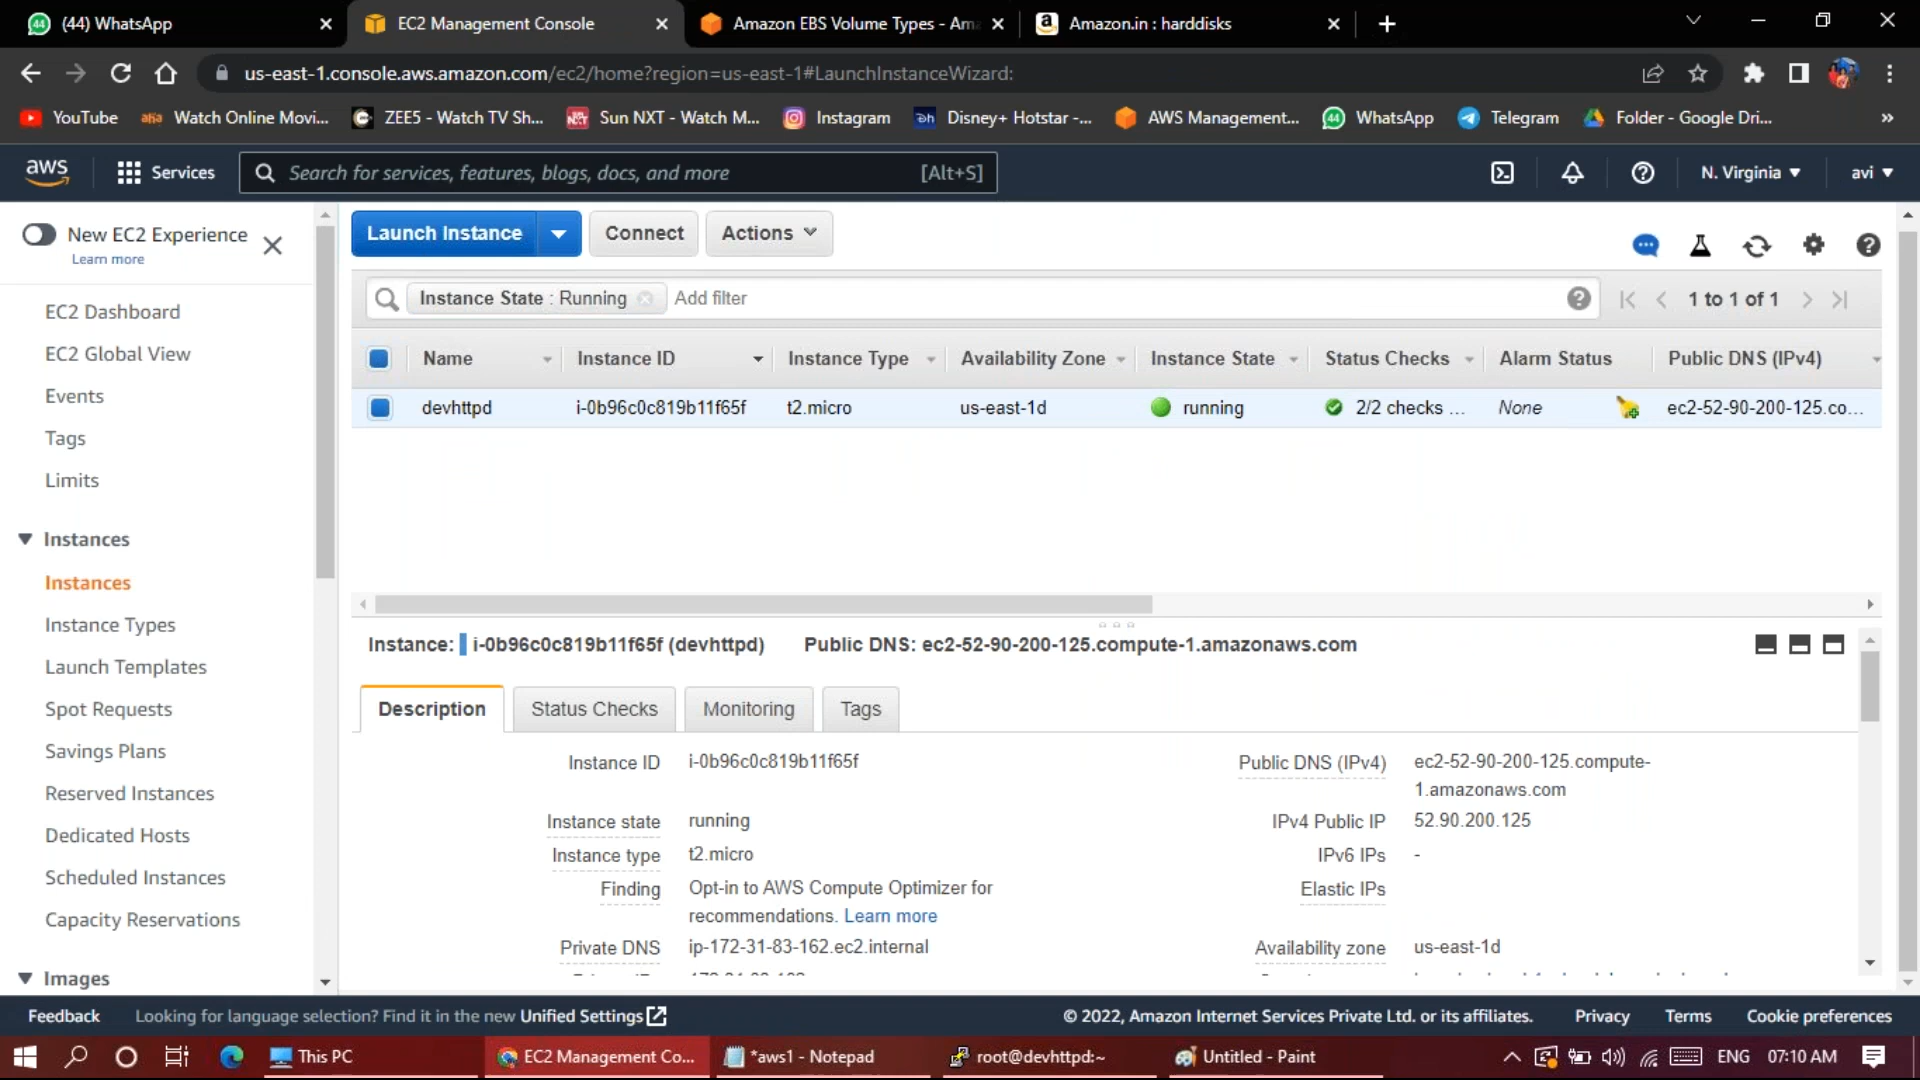 (44) WhatsApp
EC2 Management Console
Amazon EBS Volume Types - Am
Amazon.in : harddisks
us-east-1.console.aws.amazon.com/ec2/home?region=us-east-1#LaunchInstanceWizard:
YouTube
Watch Online Movi...
ZEE5 - Watch TV Sh...
Sun NXT - Watch M...
Instagram
Disney+ Hotstar -...
AWS Management...
WhatsApp
Telegram
Folder - Google Dri...
aws
Services
Search for services, features, blogs, docs, and more
[Alt+S]
N. Virginia
avi
New EC2 Experience
Learn more
EC2 Dashboard
EC2 Global View
Events
Tags
Limits
Instances
Instances
Instance Types
Launch Templates
Spot Requests
Savings Plans
Reserved Instances
Dedicated Hosts
Scheduled Instances
Capacity Reservations
Images
Launch Instance
Connect
Actions
Instance State : Running
Add filter
1 to 1 of 1
Name Instance ID Instance Type Availability Zone Instance State Status Checks Alarm Status Public DNS (IPv4)
devhttpd i-0b96c0c819b11f65f t2.micro us-east-1d running 2/2 checks ... None ec2-52-90-200-125.co...
Instance: i-0b96c0c819b11f65f (devhttpd) Public DNS: ec2-52-90-200-125.compute-1.amazonaws.com
Description
Status Checks
Monitoring
Tags
Instance ID i-0b96c0c819b11f65f
Instance state running
Instance type t2.micro
Finding Opt-in to AWS Compute Optimizer for
recommendations. Learn more
Private DNS ip-172-31-83-162.ec2.internal
Public DNS (IPv4) ec2-52-90-200-125.compute-
1.amazonaws.com
IPv4 Public IP 52.90.200.125
IPv6 IPs -
Elastic IPs
Availability zone us-east-1d
Feedback
Looking for language selection? Find it in the new Unified Settings
© 2022, Amazon Internet Services Private Ltd. or its affiliates.
Privacy
Terms
Cookie preferences
This PC
EC2 Management Co...
*aws1 - Notepad
root@devhttpd:~
Untitled - Paint
ENG
07:10 AM